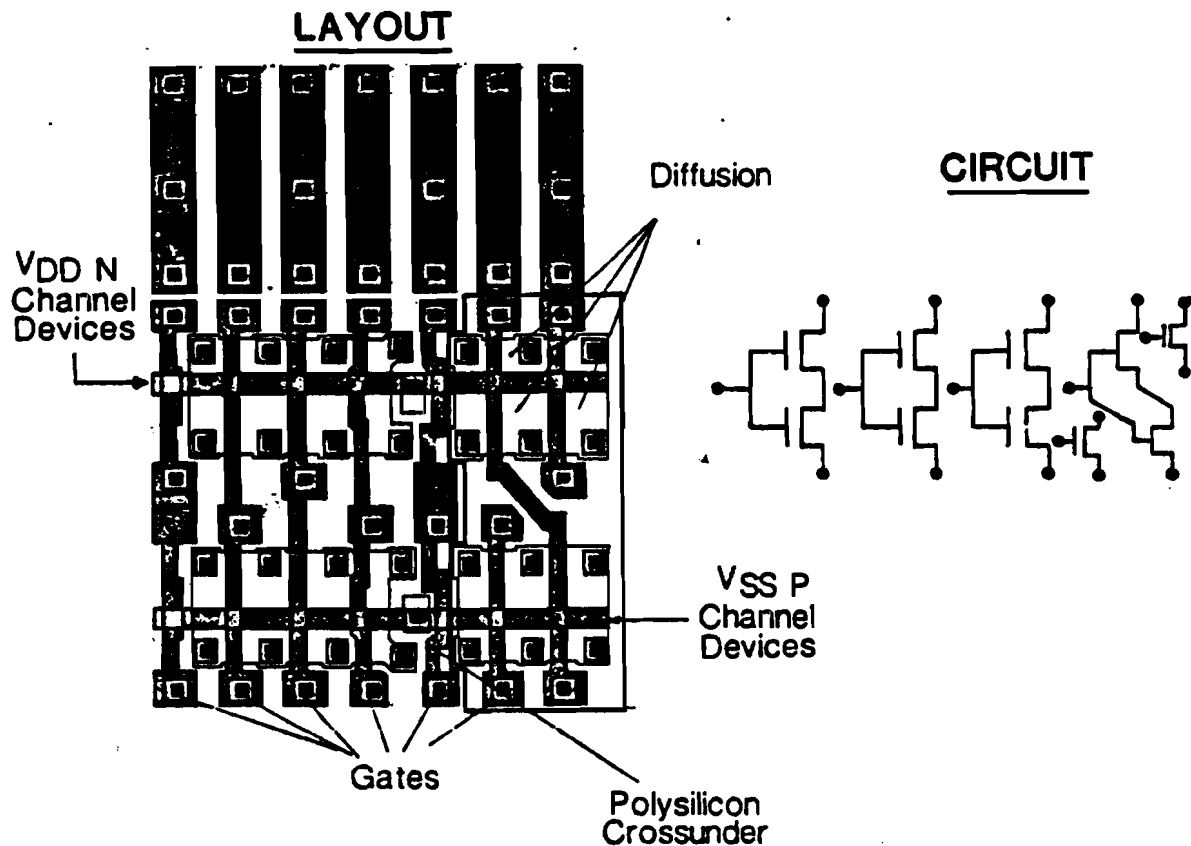 LAYOUT
Diffusion
CIRCUIT
VDD N
Channel
Devices
VSS P
Channel
Devices
Gates
Polysilicon
Crossunder